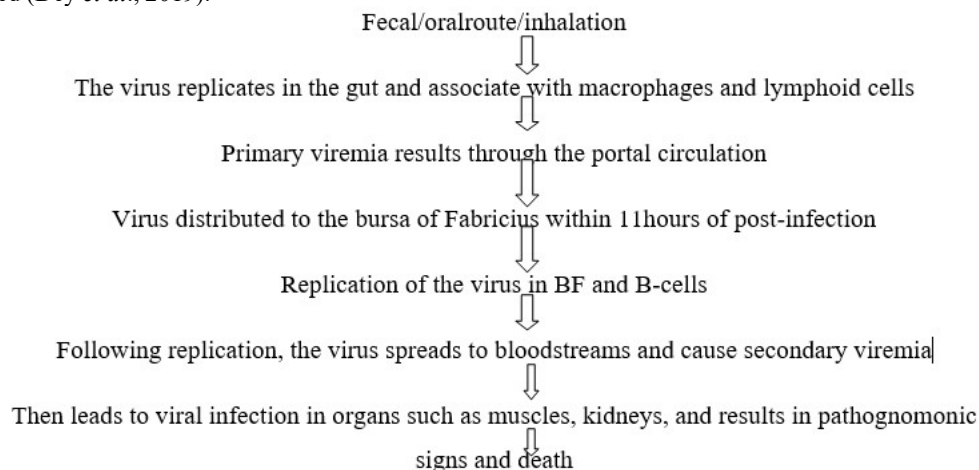 2019).
Fecal/oralroute/inhalation
The virus replicates in the gut and associate with macrophages and lymphoid cells
Primary viremia results through the portal circulation
Virus distributed to the bursa of Fabricius within 11hours of post-infection
Replication of the virus in BF and B-cells
Following replication, the virus spreads to bloodstreams and cause secondary viremia
Then leads to viral infection in organs such as muscles, kidneys, and results in pathognomonic
signs and death